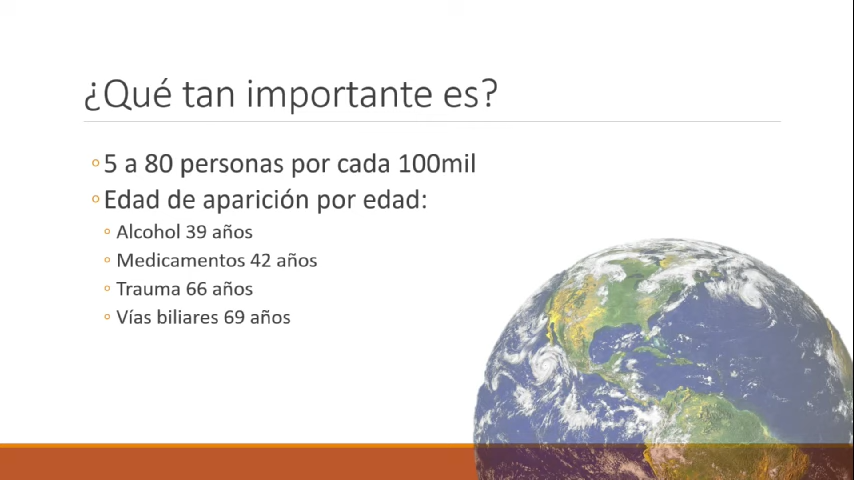 ¿Qué tan importante es?
◦5 a 80 personas por cada 100mil
◦Edad de aparición por edad:
◦ Alcohol 39 años
◦ Medicamentos 42 años
◦ Trauma 66 años
◦ Vías biliares 69 años